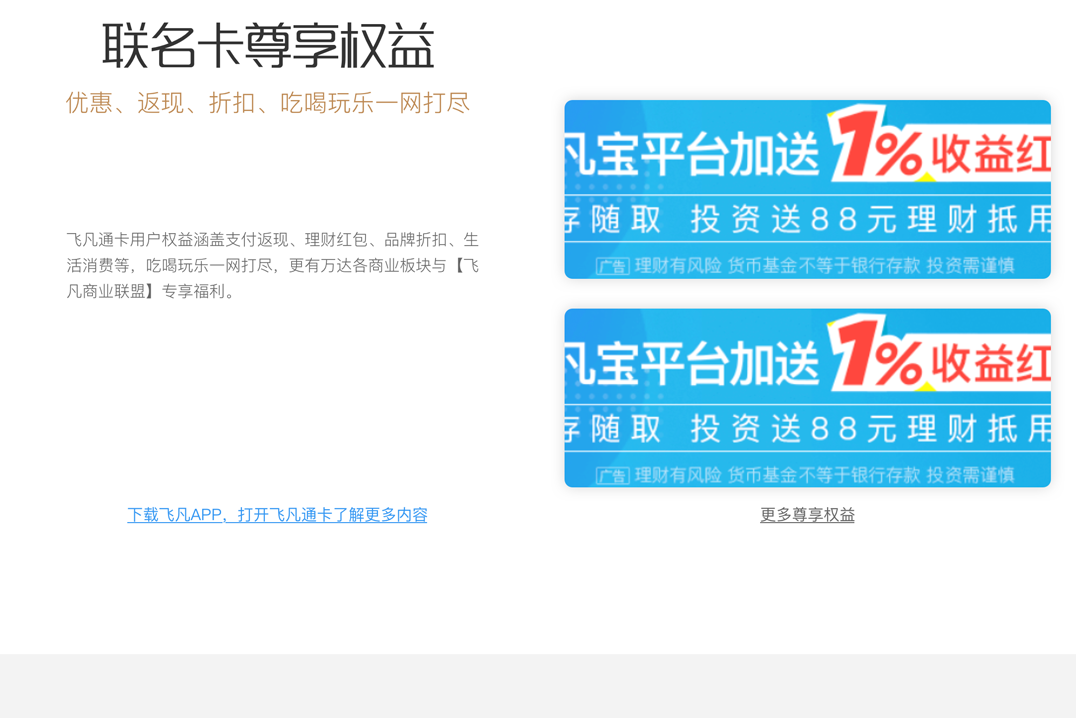 联名卡尊享权益
优惠、返现、折扣、吃喝玩乐一网打尽
飞凡通卡用户权益涵盖支付返现、理财红包、品牌折扣、生
活消费等，吃喝玩乐一网打尽，更有万达各商业板块与【飞
凡商业联盟】专享福利。
下载飞凡APP，打开飞凡通卡了解更多内容
凡宝平台加送1%收益红
存随取 投资送88元理财抵用
广告 理财有风险 货币基金不等于银行存款 投资需谨慎
凡宝平台加送1%收益红
存随取 投资送88元理财抵用
广告 理财有风险 货币基金不等于银行存款 投资需谨慎
更多尊享权益